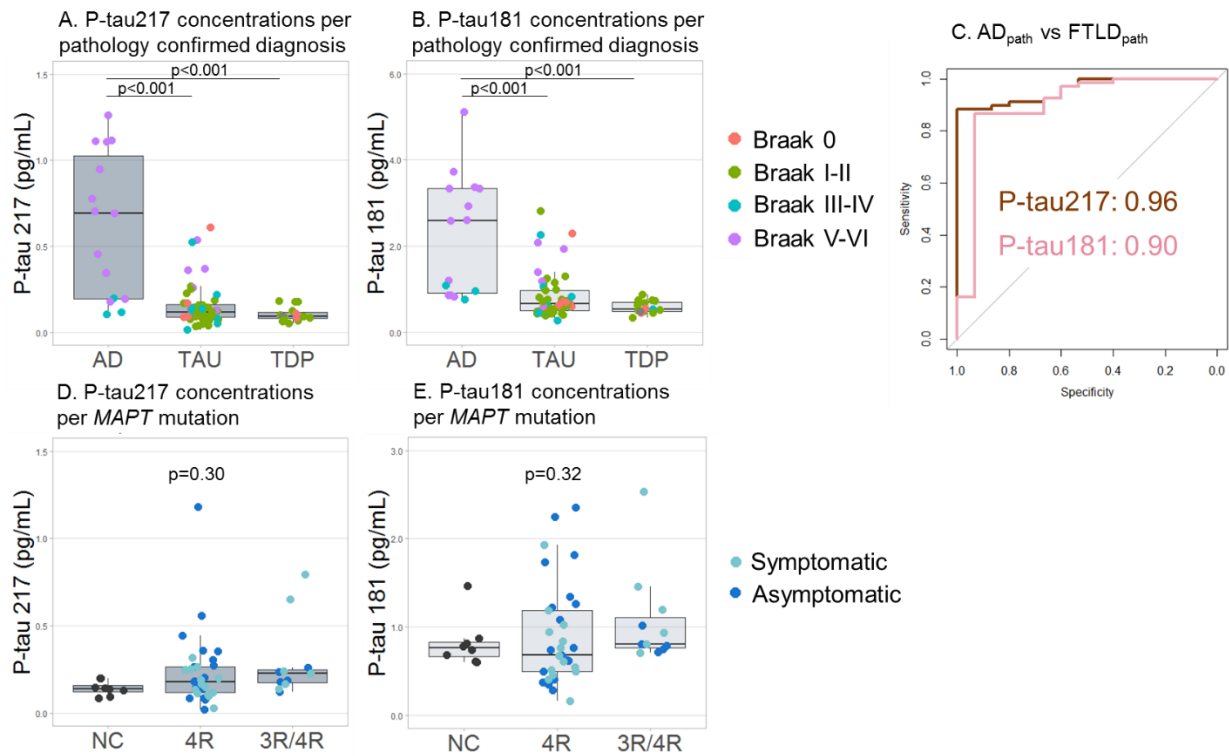 A. P-tau217 concentrations per
pathology confirmed diagnosis
p<0.001
p<0.001
P-tau 217 (pg/mL)
1.5
1.0
0.5
0.0
AD TAU TDP
B. P-tau181 concentrations per
pathology confirmed diagnosis
p<0.001
p<0.001
P-tau 181 (pg/mL)
6.0
4.0
2.0
0.0
AD TAU TDP
Braak 0
Braak I-II
Braak III-IV
Braak V-VI
C. ADpath vs FTLDpath
Sensitivity
1.0
0.8
0.6
0.4
0.2
0.0
P-tau217: 0.96
P-tau181: 0.90
1.0 0.8 0.6 0.4 0.2 0.0
Specificity
D. P-tau217 concentrations
per MAPT mutation
p=0.30
P-tau 217 (pg/mL)
1.5
1.0
0.5
0.0
NC 4R 3R/4R
E. P-tau181 concentrations
per MAPT mutation
p=0.32
P-tau 181 (pg/mL)
3.0
2.0
1.0
0.0
NC 4R 3R/4R
Symptomatic
Asymptomatic